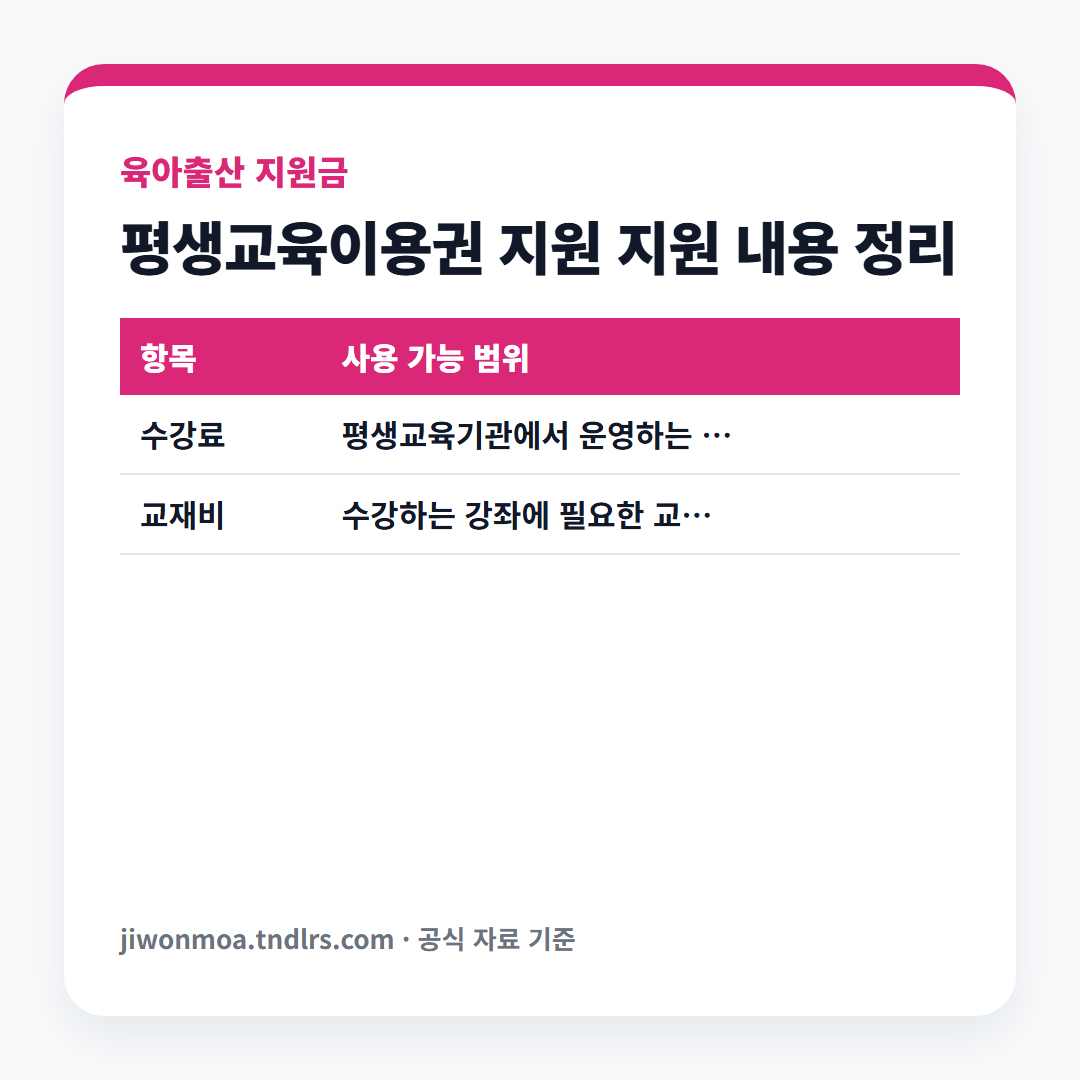 육아출산 지원금
평생교육이용권 지원 지원 내용 정리
항목 사용 가능 범위
수강료 평생교육기관에서 운영하는 …
교재비 수강하는 강좌에 필요한 교…
jiwonmoa.tndlrs.com · 공식 자료 기준